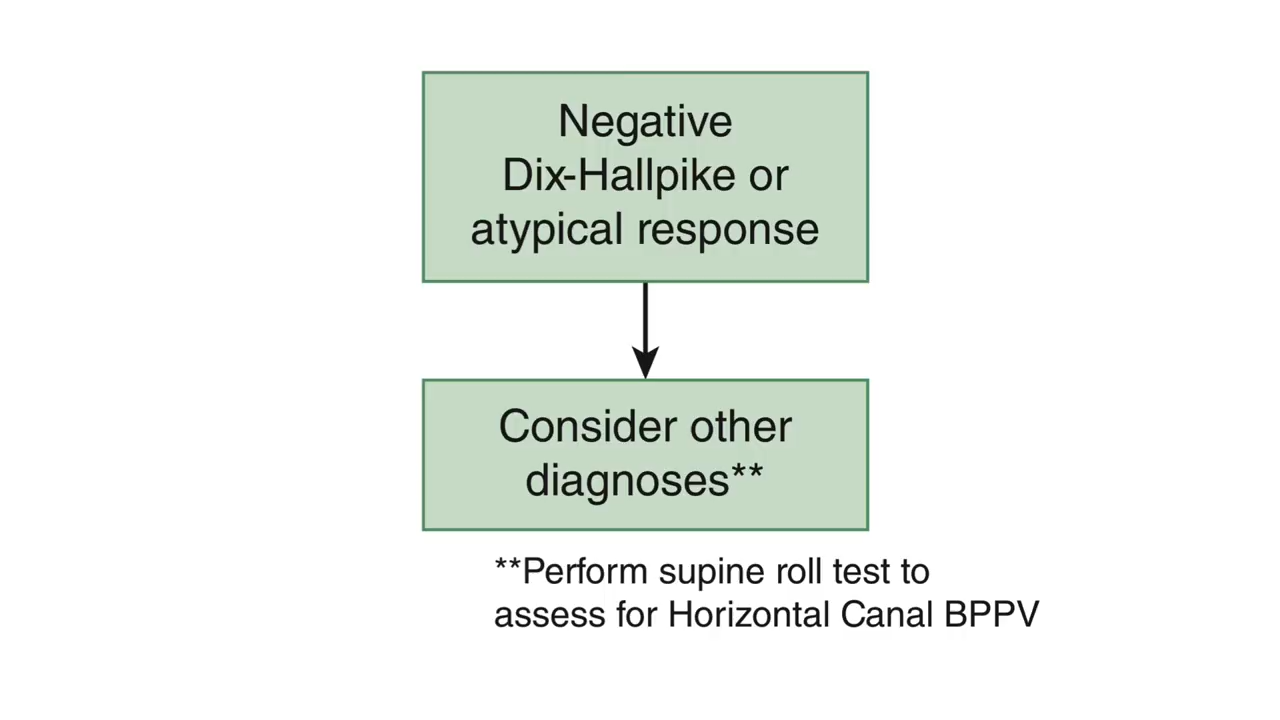 Negative
Dix-Hallpike or
atypical response
Consider other
diagnoses**
**Perform supine roll test to
assess for Horizontal Canal BPPV